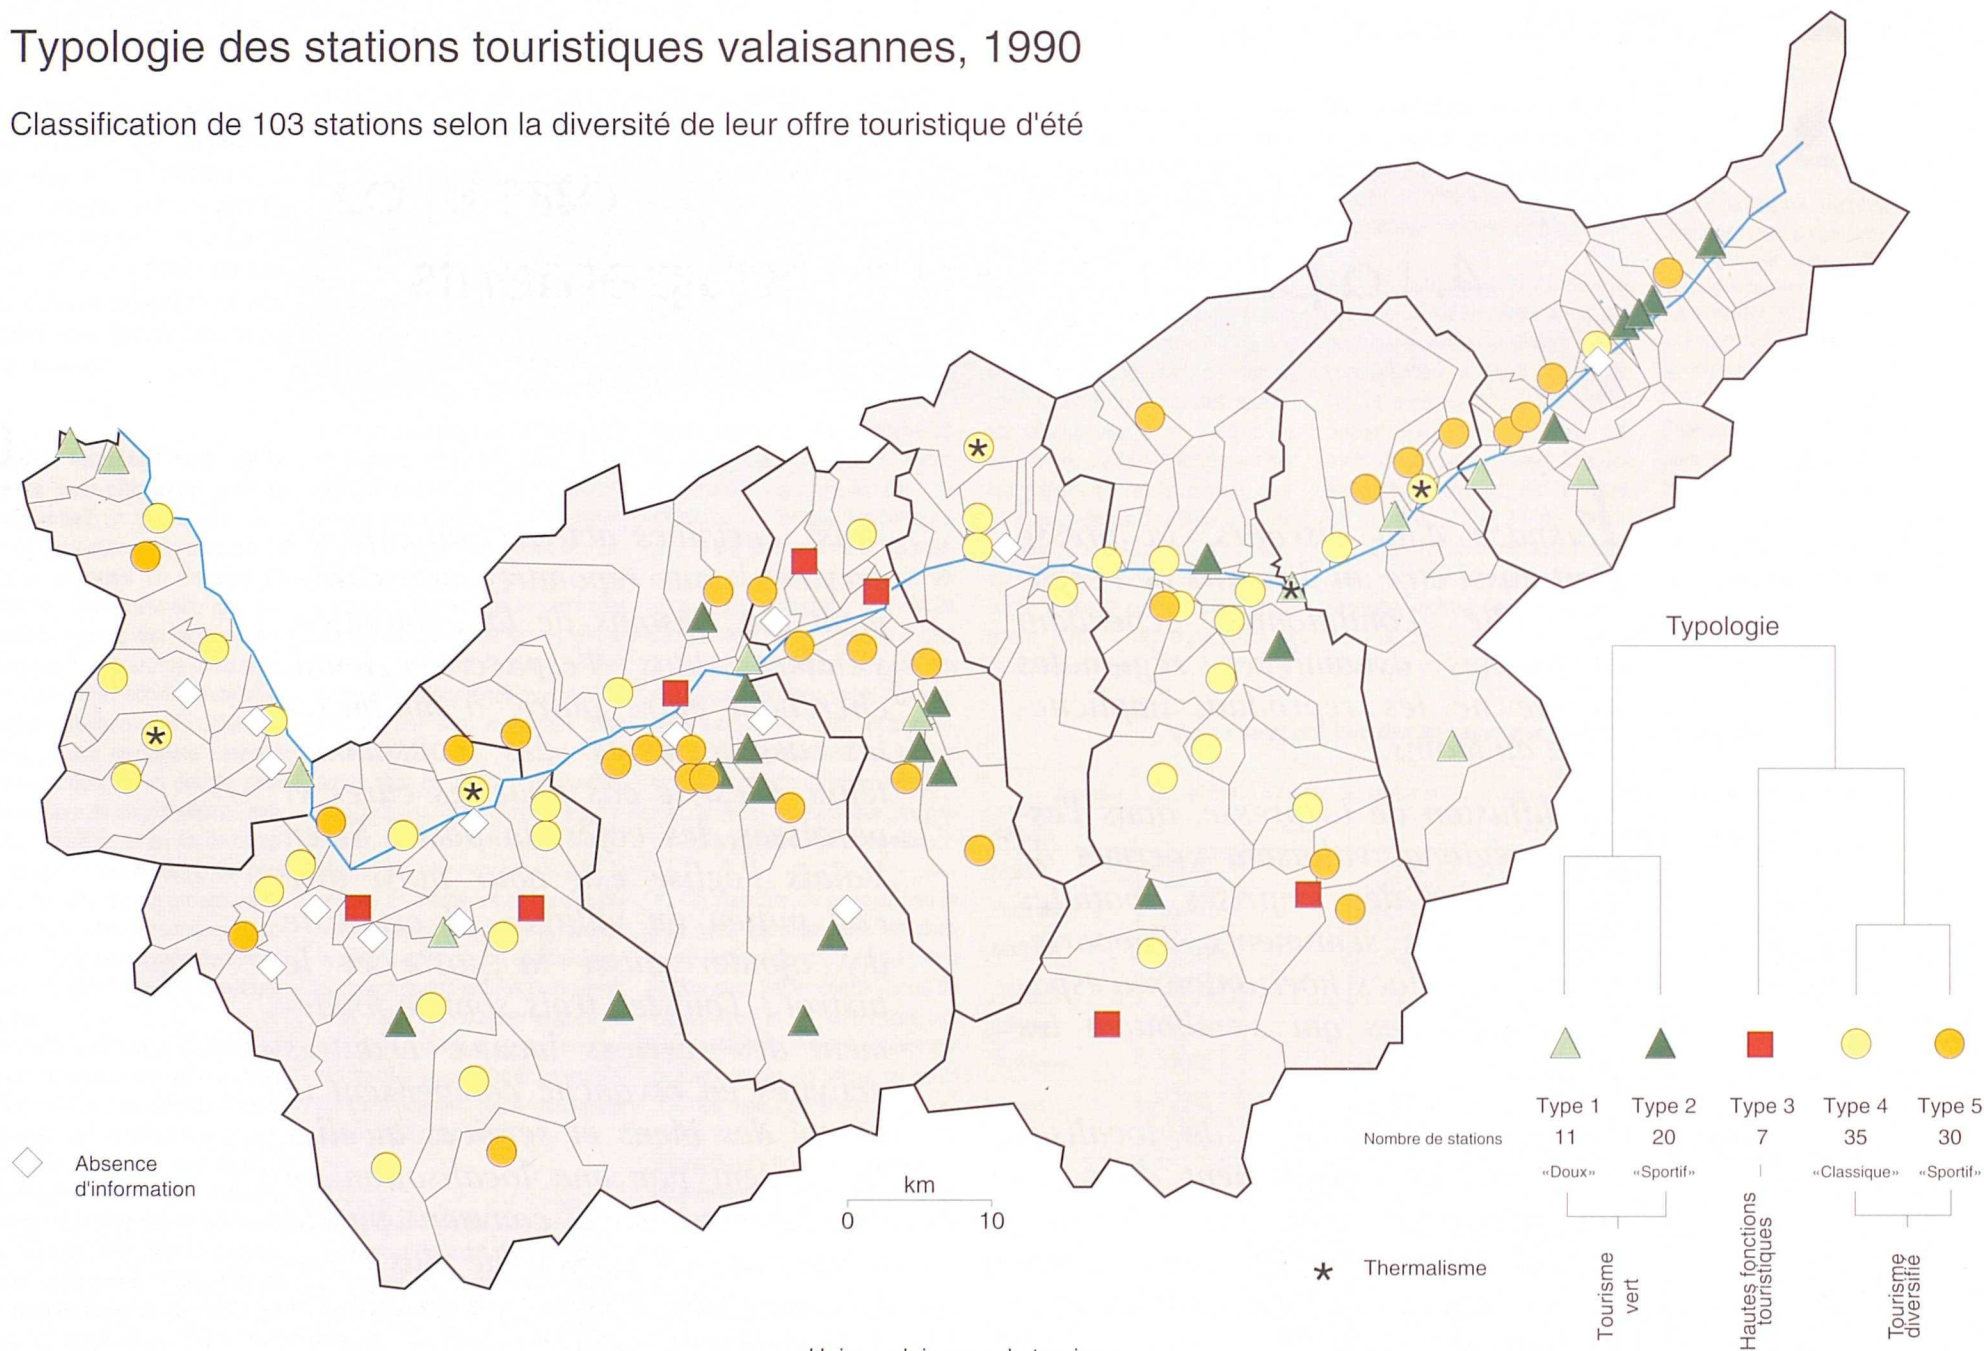 Typologie des stations touristiques valaisannes, 1990
Classification de 103 stations selon la diversité de leur offre touristique d'été
Typologie
Type 1 Type 2 Type 3 Type 4 Type 5
Nombre de stations 11 20 7 35 30
«Doux» «Sportif» «Classique» «Sportif»
Tourisme
vert
Hautes fonctions
touristiques
Tourisme
diversifié
Absence
d'information
km
0 10
* Thermalisme